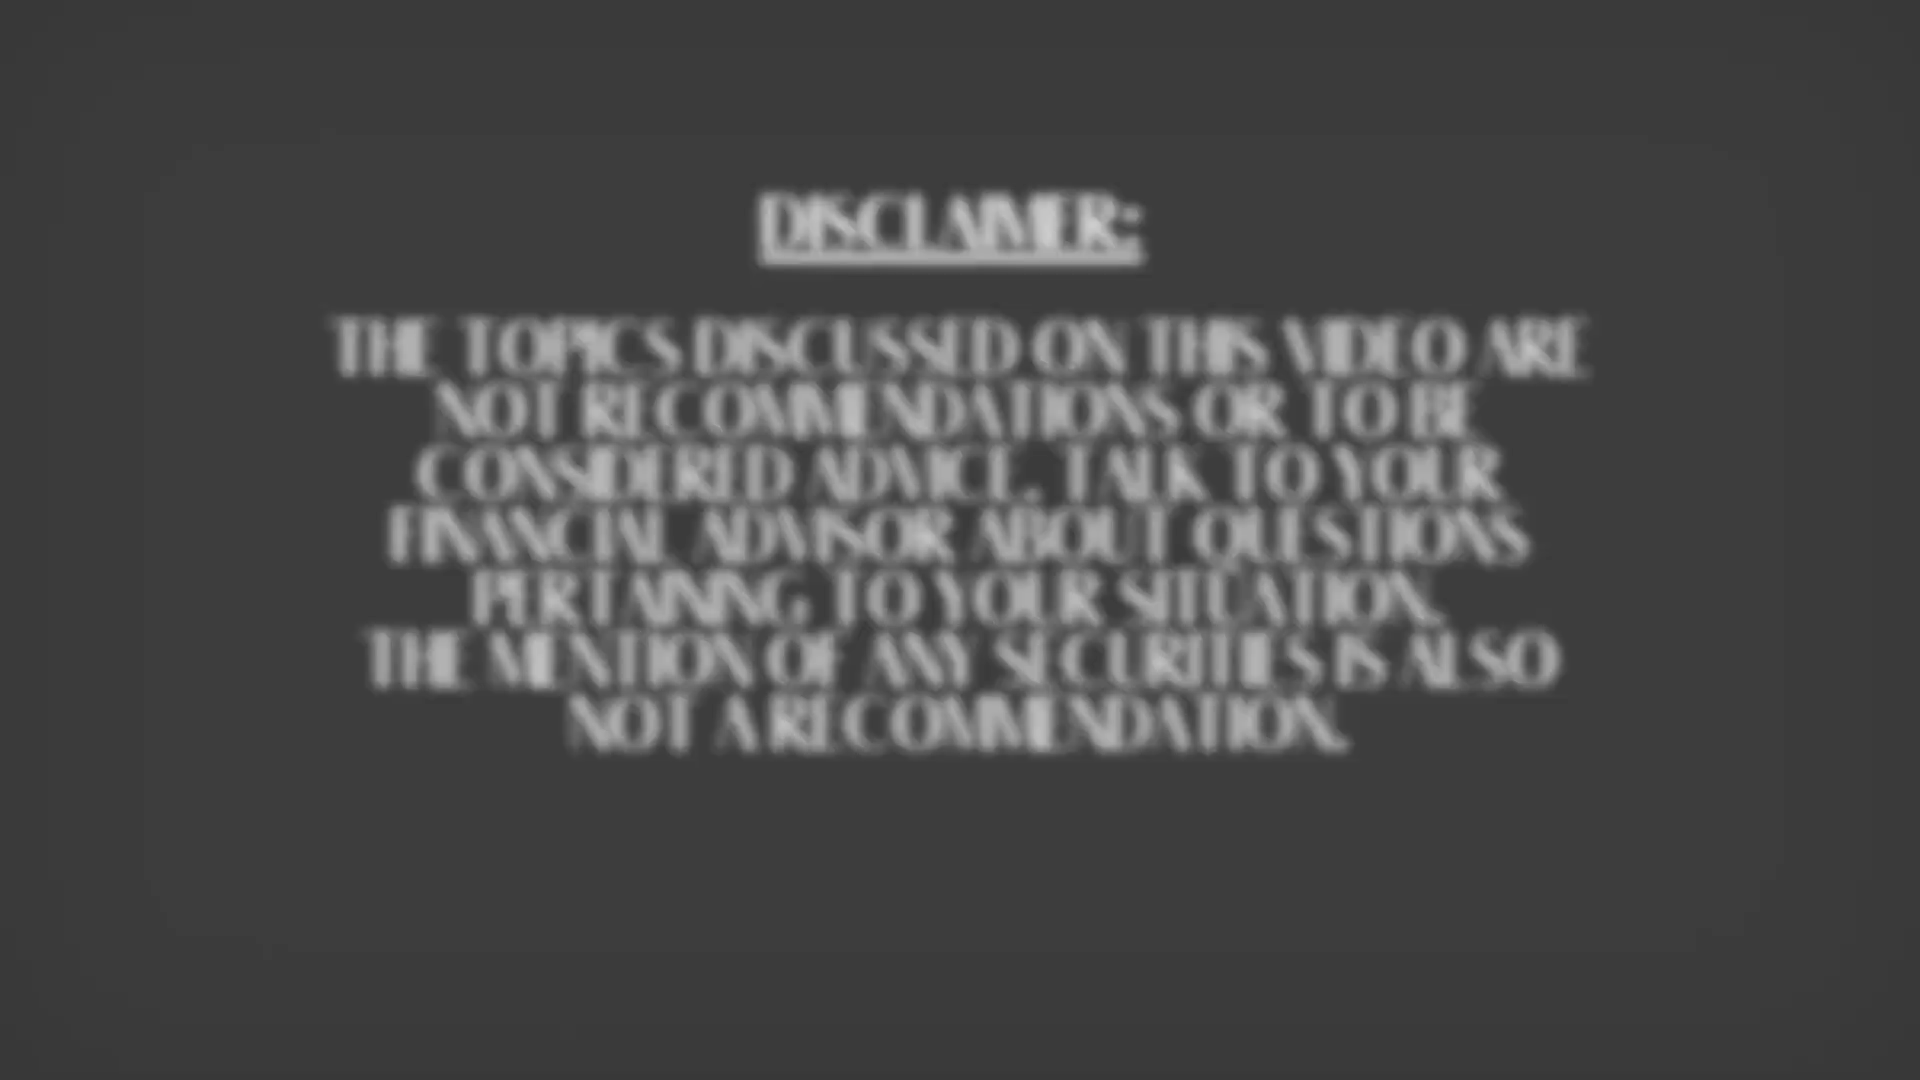 DISCLAIMER:
THE TOPICS DISCUSSED ON THIS VIDEO ARE
NOT RECOMMENDATIONS OR TO BE
CONSIDERED ADVICE. TALK TO YOUR
FINANCIAL ADVISOR ABOUT QUESTIONS
PERTAINING TO YOUR SITUATION.
THE MENTION OF ANY SECURITIES IS ALSO
NOT A RECOMMENDATION.